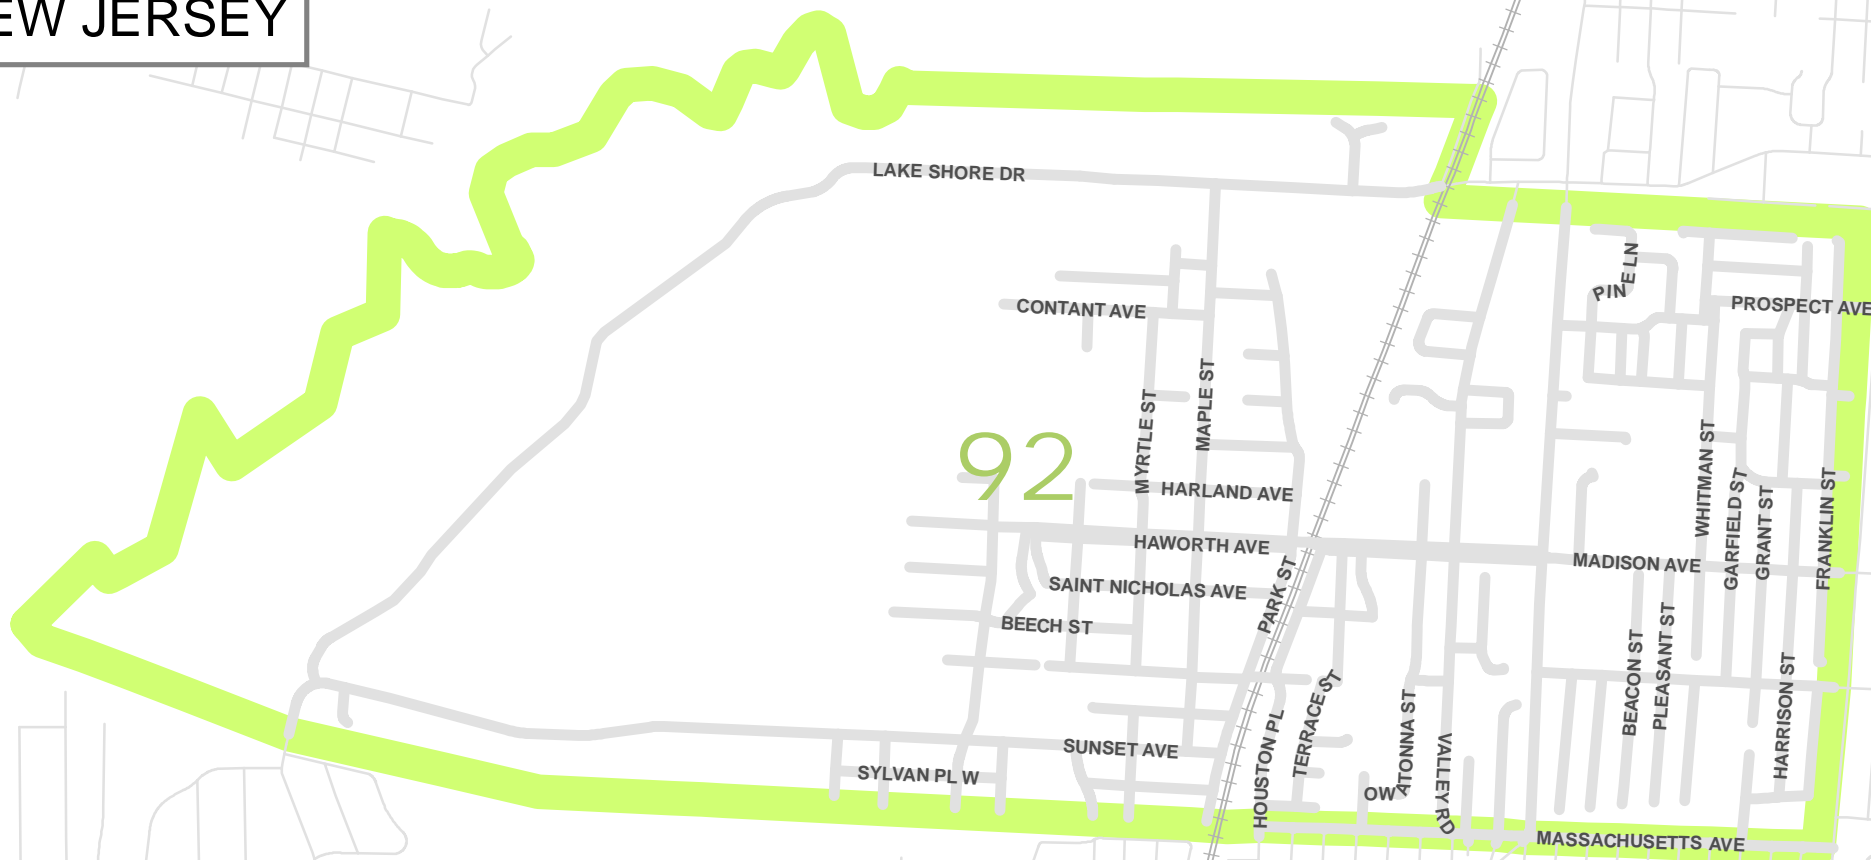 EW JERSEY
LAKE SHORE DR
PINE LN
CONTANT AVE
PROSPECT AVE
MYRTLE ST
MAPLE ST
92
HARLAND AVE
WHITMAN ST
GARFIELD ST
GRANT ST
FRANKLIN ST
HAWORTH AVE
MADISON AVE
SAINT NICHOLAS AVE
PARK ST
BEECH ST
BEACON ST
PLEASANT ST
HARRISON ST
TERRACE ST
HOUSTON PL
ATONNA ST
OW
VALLEY RD
SUNSET AVE
SYLVAN PL W
MASSACHUSETTS AVE